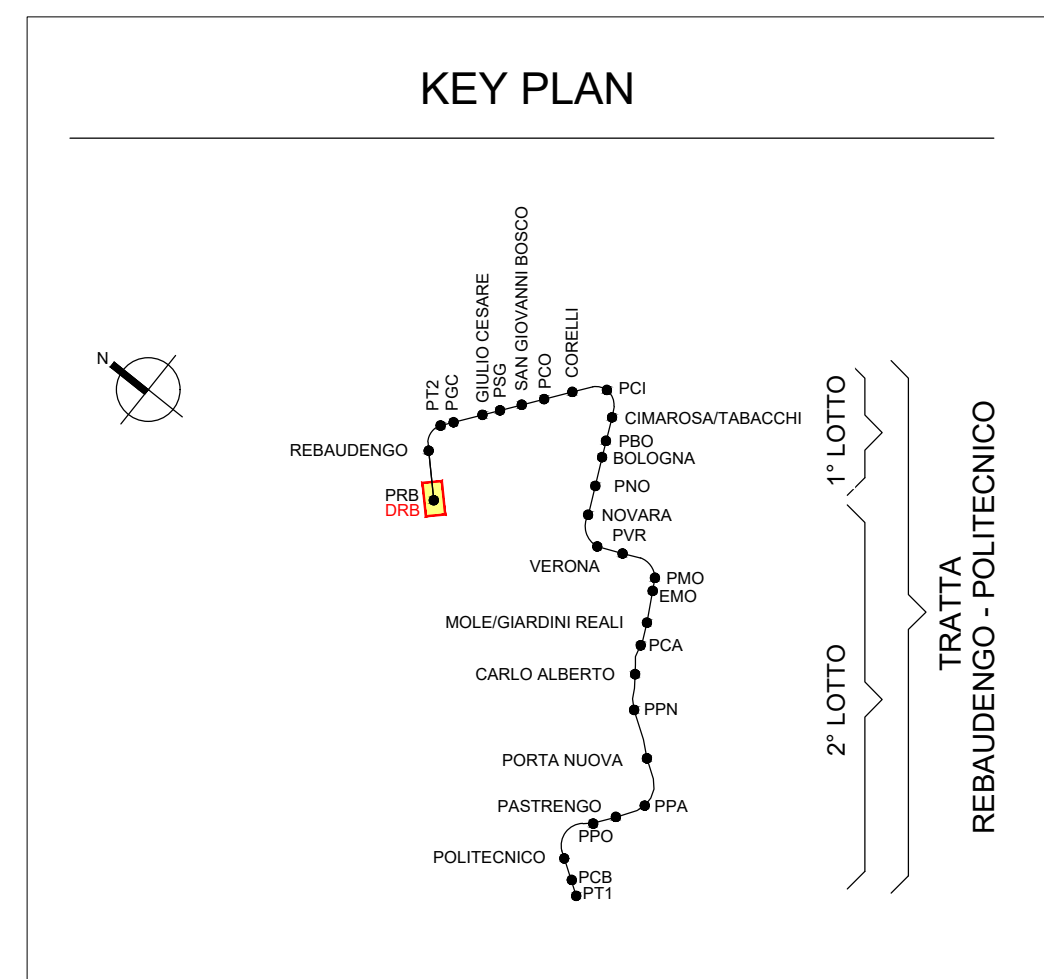 KEY PLAN
N
REBAUDENGO
PRB
DRB
PT2
PGC
GIULIO CESARE
PSG
SAN GIOVANNI BOSCO
PCO
CORELLI
PCI
CIMAROSA/TABACCHI
PBO
BOLOGNA
PNO
NOVARA
PVR
VERONA
PMO
EMO
MOLE/GIARDINI REALI
PCA
CARLO ALBERTO
PPN
PORTA NUOVA
PPA
PASTRENGO
PPO
POLITECNICO
PCB
PT1
1° LOTTO
2° LOTTO
TRATTA
REBAUDENGO - POLITECNICO